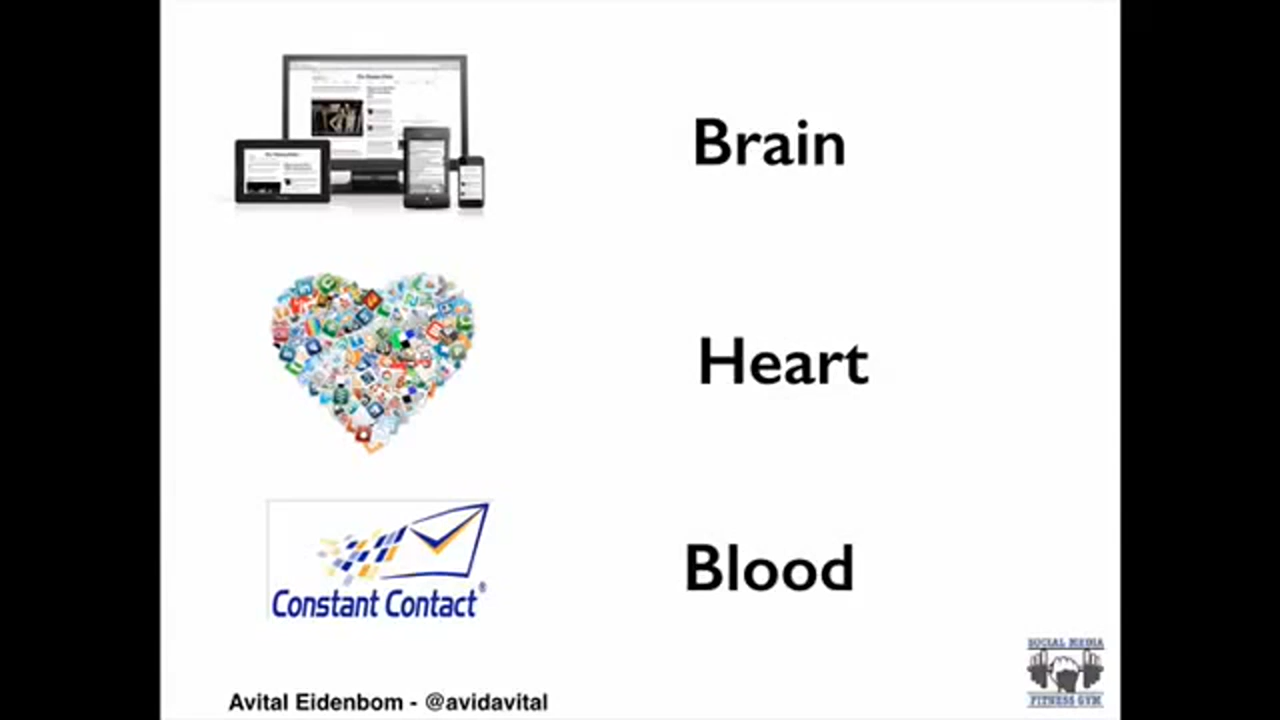 Brain
Heart
Constant Contact®
Blood
SOCIAL MEDIA
FITNESS GYM
Avital Eidenbom - @avidavital